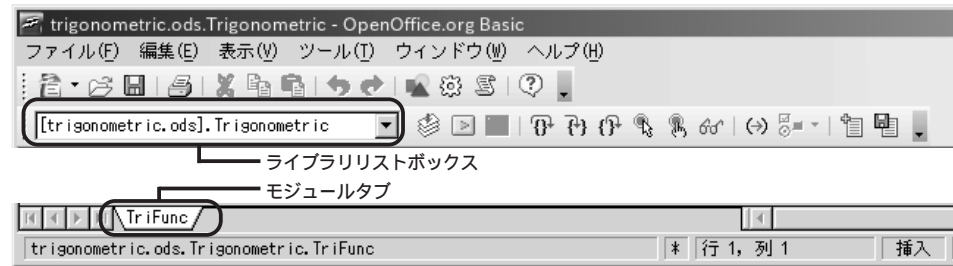 trigonometric.ods.Trigonometric - OpenOffice.org Basic
ファイル(F) 編集(E) 表示(V) ツール(T) ウィンドウ(W) ヘルプ(H)
[trigonometric.ods].Trigonometric
ライブラリリストボックス
モジュールタブ
TriFunc
trigonometric.ods.Trigonometric.TriFunc * 行 1, 列 1 挿入